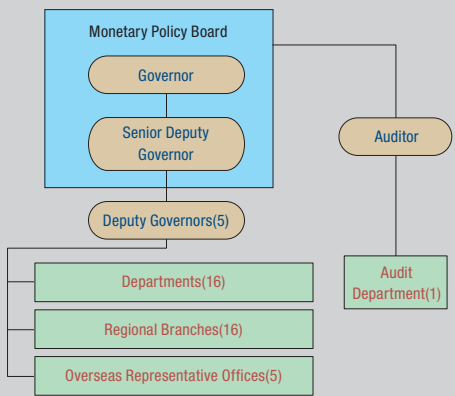 Monetary Policy Board
Governor
Senior Deputy
Governor
Auditor
Deputy Governors(5)
Departments(16)
Audit
Department(1)
Regional Branches(16)
Overseas Representative Offices(5)